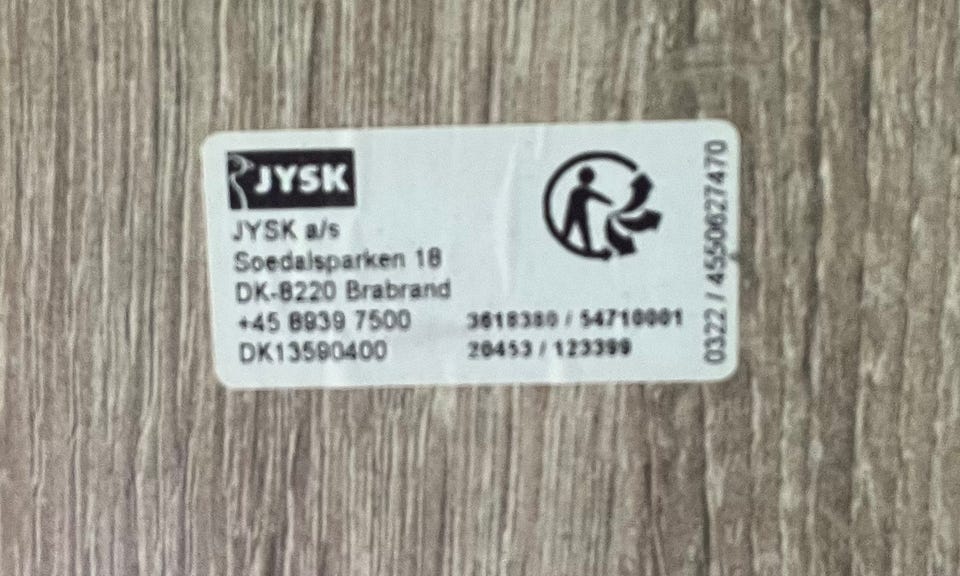 JYSK
JYSK a/s
Soedalsparken 18
DK-8220 Brabrand
+45 8939 7500
DK13590400
3618380 / 54710001
20453 / 123399
0322 / 4550627470